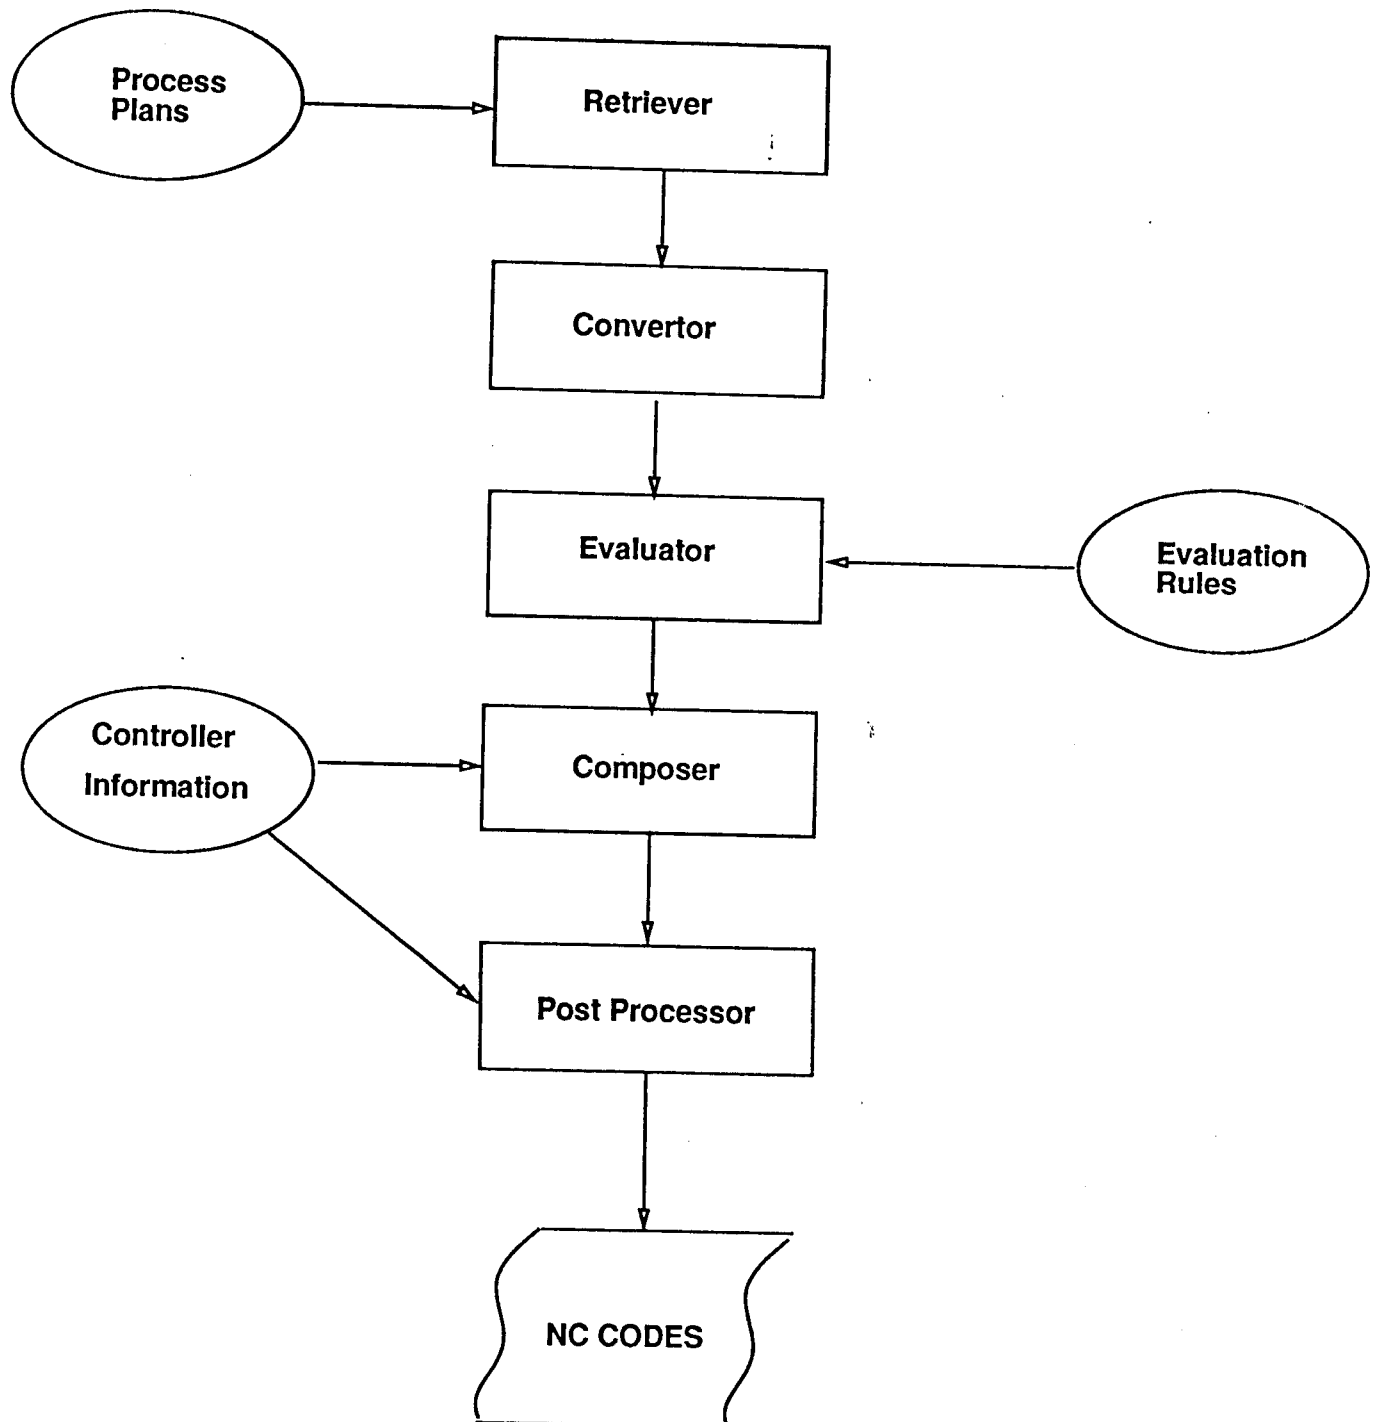 Process
Plans
Retriever
Convertor
Evaluator
Evaluation
Rules
Controller
Information
Composer
Post Processor
NC CODES